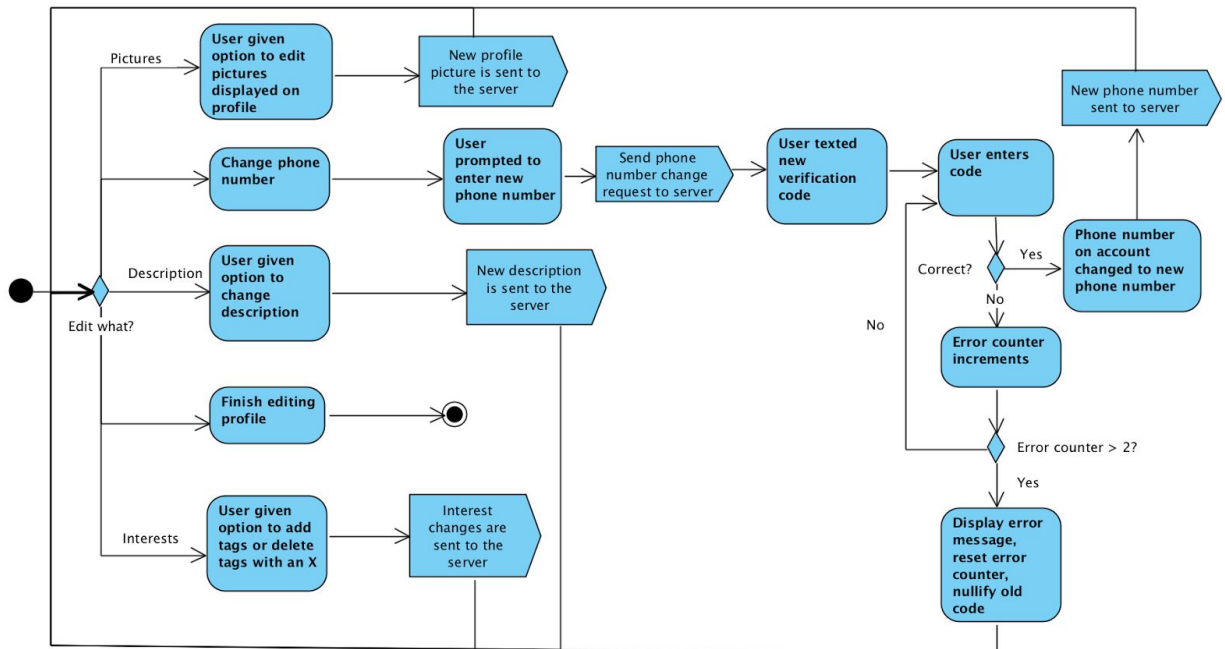 Pictures
User given
option to edit
pictures
displayed on
profile
New profile
picture is sent to
the server
New phone number
sent to server
Change phone
number
User
prompted to
enter new
phone number
Send phone
number change
request to server
User texted
new
verification
code
User enters
code
Description
User given
option to
change
description
New description
is sent to the
server
Correct?
Yes
Phone number
on account
changed to new
phone number
Edit what?
No
No
Error counter
increments
Finish editing
profile
Error counter > 2?
Yes
Interests
User given
option to add
tags or delete
tags with an X
Interest
changes are
sent to the
server
Display error
message,
reset error
counter,
nullify old
code